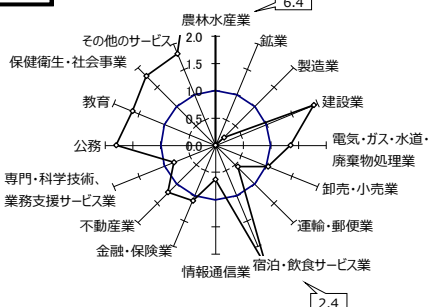 6.4
農林水産業
その他のサービス
鉱業
2.0
保健衛生・社会事業
製造業
1.5
教育
1.0
建設業
0.5
公務
0.0
電気・ガス・水道・
廃棄物処理業
専門・科学技術、
業務支援サービス業
卸売・小売業
不動産業
運輸・郵便業
金融・保険業
情報通信業
宿泊・飲食サービス業
2.4